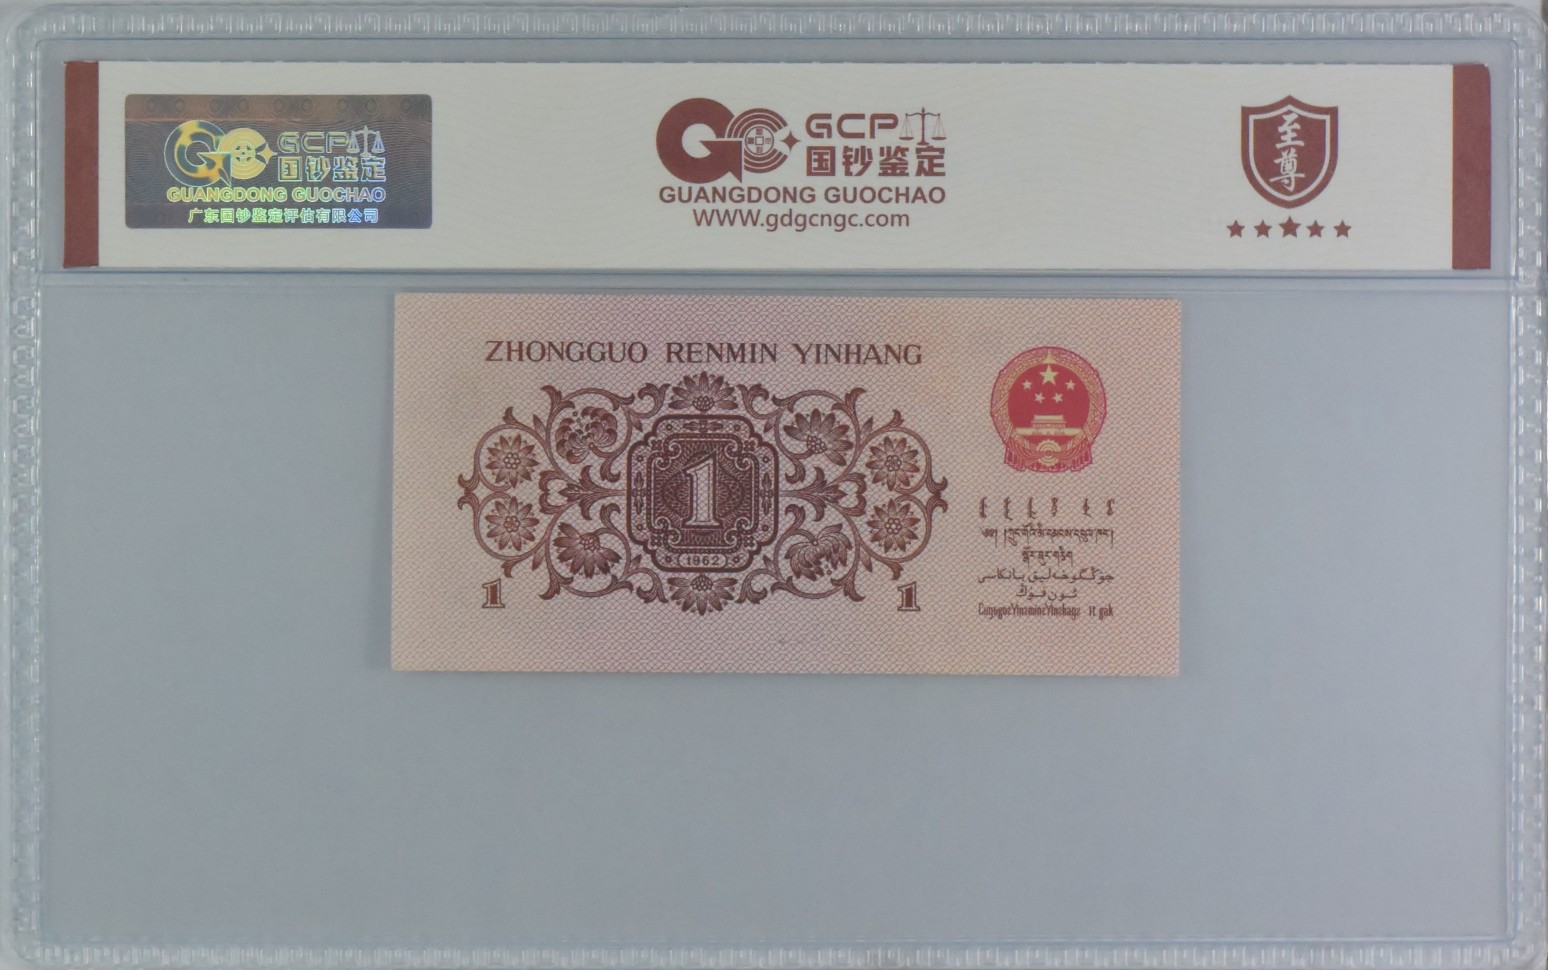 GCP
国钞鉴定
GUANGDONG GUOCHAO
广东国钞鉴定评估有限公司
GCP
国钞鉴定
GUANGDONG GUOCHAO
WWW.gdgcngc.com
至尊
ZHONGGUO RENMIN YINHANG
1
(1962)
1
1
جۇڭگوخەلىق بانكاسى